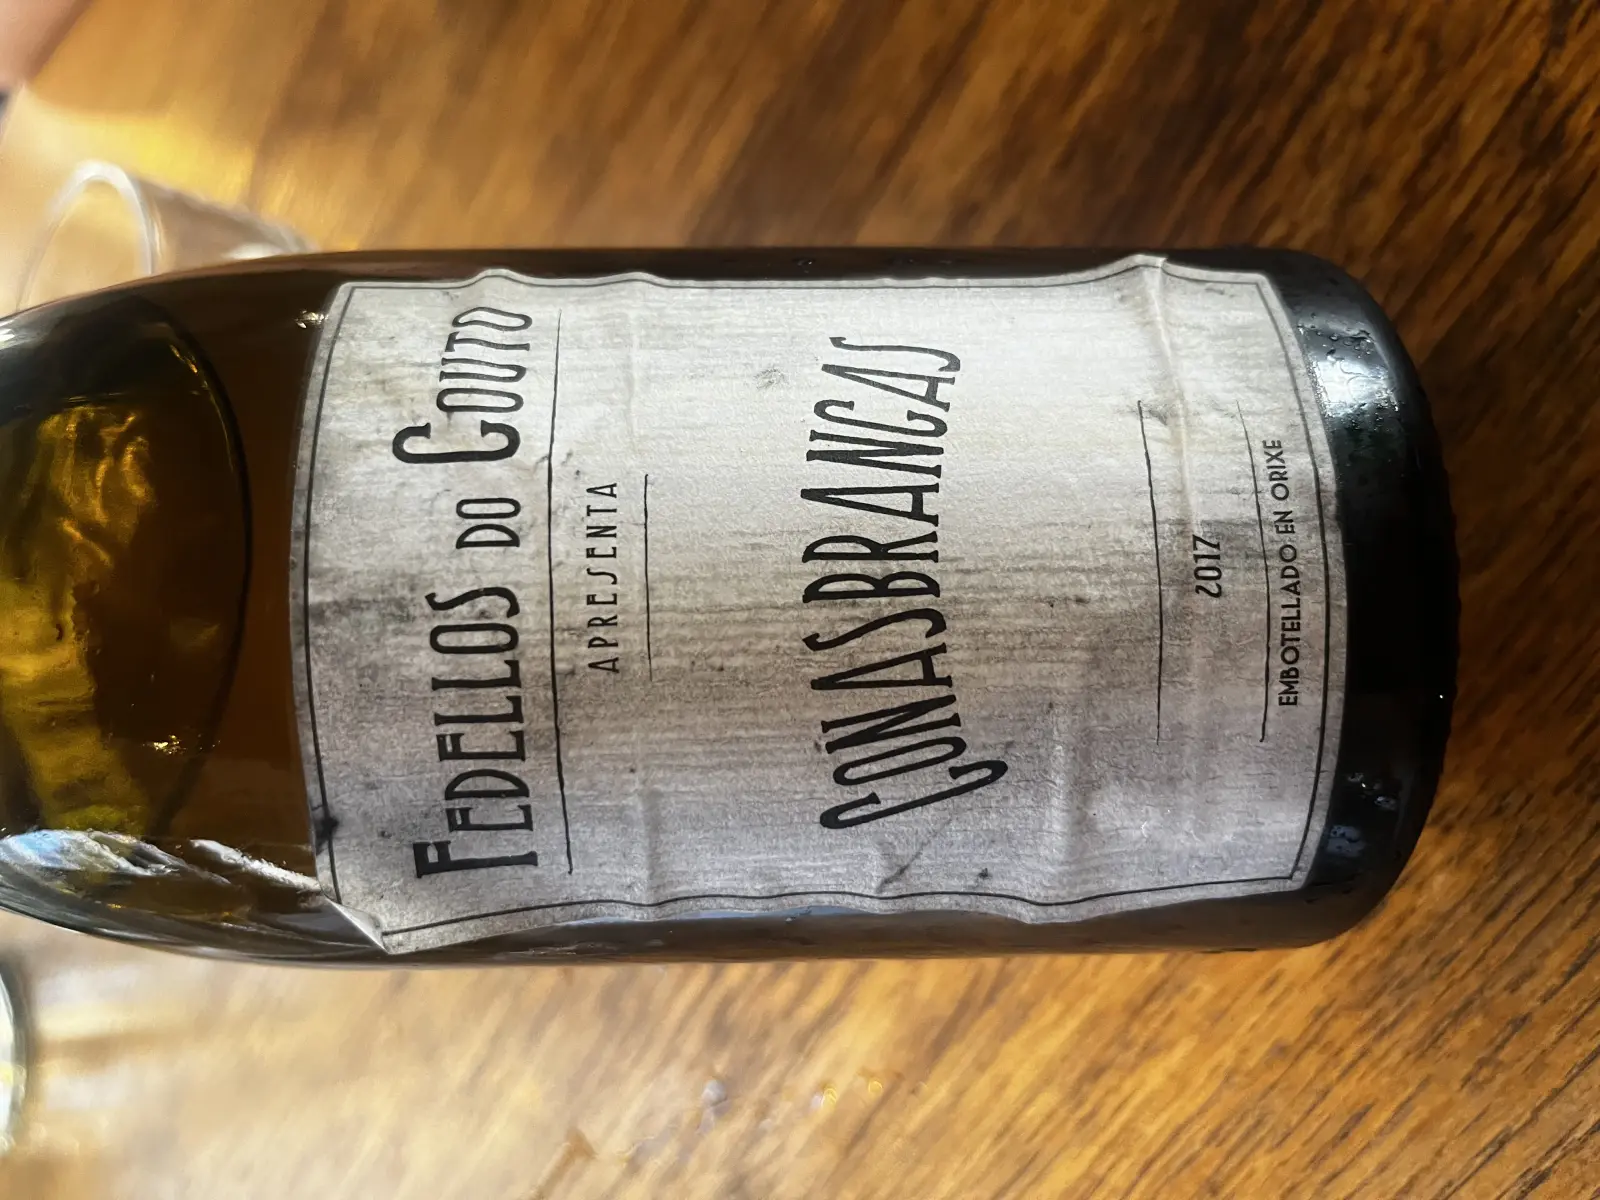 FEDELLOS DO COUTO
APRESENTA
CONASBRANCAS
2017
EMBOTELLADO EN ORIXE